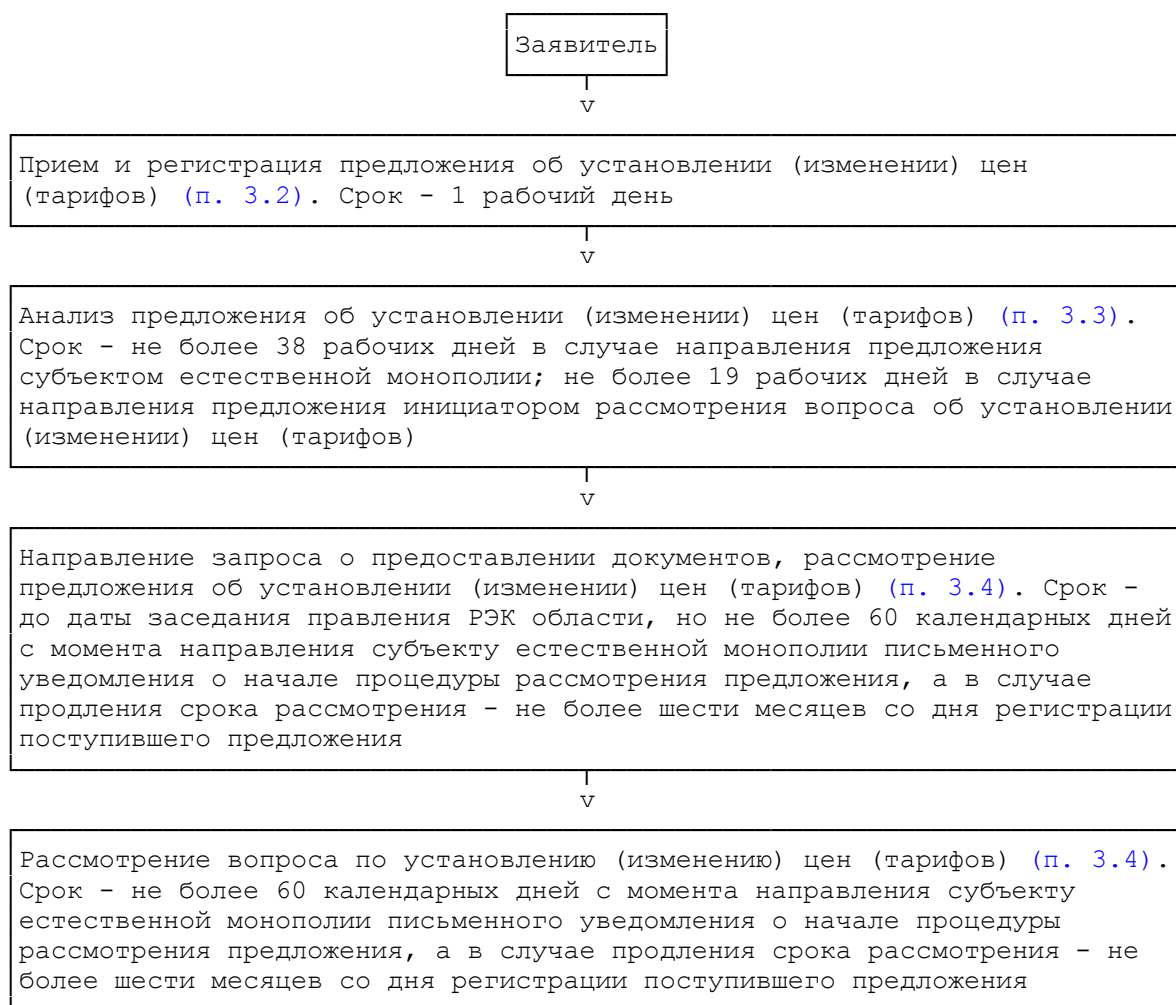 Заявитель
v
Прием и регистрация предложения об установлении (изменении) цен
(тарифов) (п. 3.2). Срок - 1 рабочий день
v
Анализ предложения об установлении (изменении) цен (тарифов) (п. 3.3).
Срок - не более 38 рабочих дней в случае направления предложения
субъектом естественной монополии; не более 19 рабочих дней в случае
направления предложения инициатором рассмотрения вопроса об установлении
(изменении) цен (тарифов)
v
Направление запроса о предоставлении документов, рассмотрение
предложения об установлении (изменении) цен (тарифов) (п. 3.4). Срок -
до даты заседания правления РЭК области, но не более 60 календарных дней
с момента направления субъекту естественной монополии письменного
уведомления о начале процедуры рассмотрения предложения, а в случае
продления срока рассмотрения - не более шести месяцев со дня регистрации
поступившего предложения
v
Рассмотрение вопроса по установлению (изменению) цен (тарифов) (п. 3.4).
Срок - не более 60 календарных дней с момента направления субъекту
естественной монополии письменного уведомления о начале процедуры
рассмотрения предложения, а в случае продления срока рассмотрения - не
более шести месяцев со дня регистрации поступившего предложения